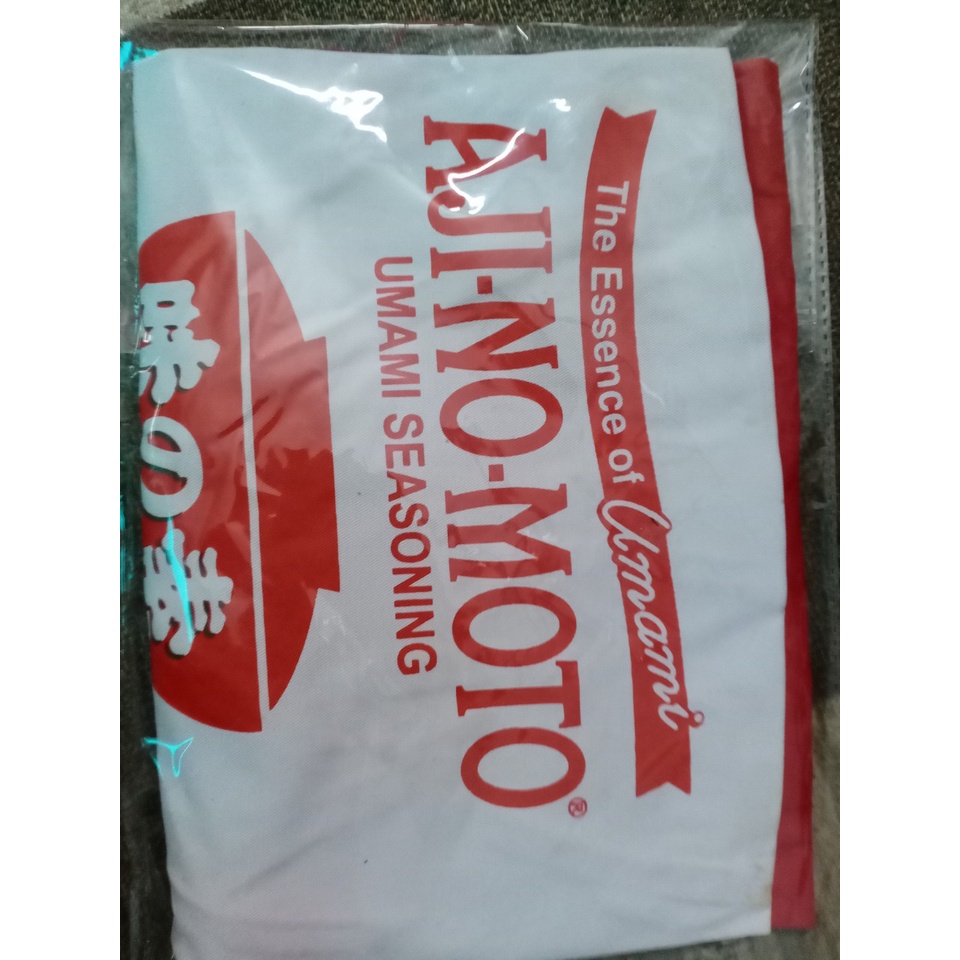 The Essence of Umami
AJI-NO-MOTO®
UMAMI SEASONING
味の素